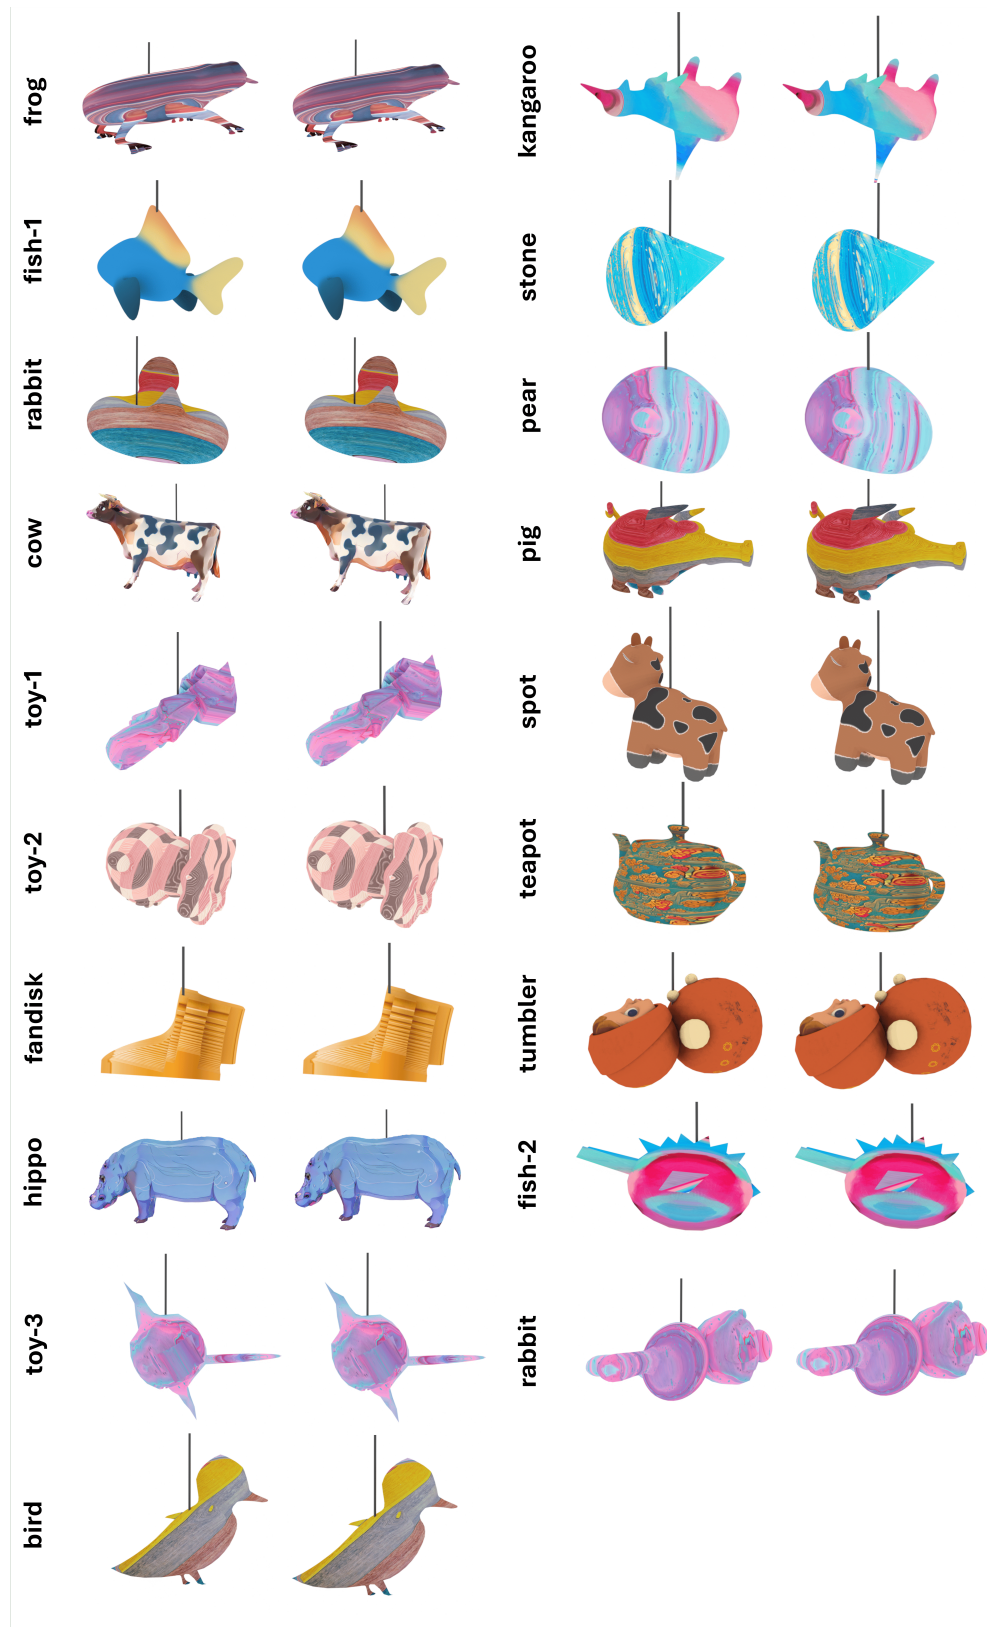 frog
fish-1
rabbit
cow
toy-1
toy-2
fandisk
hippo
toy-3
bird
kangaroo
stone
pear
pig
spot
teapot
tumbler
fish-2
rabbit